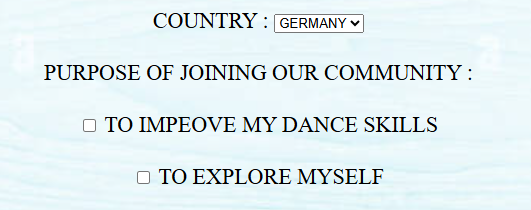 COUNTRY : GERMANY
PURPOSE OF JOINING OUR COMMUNITY :
TO IMPEOVE MY DANCE SKILLS
TO EXPLORE MYSELF